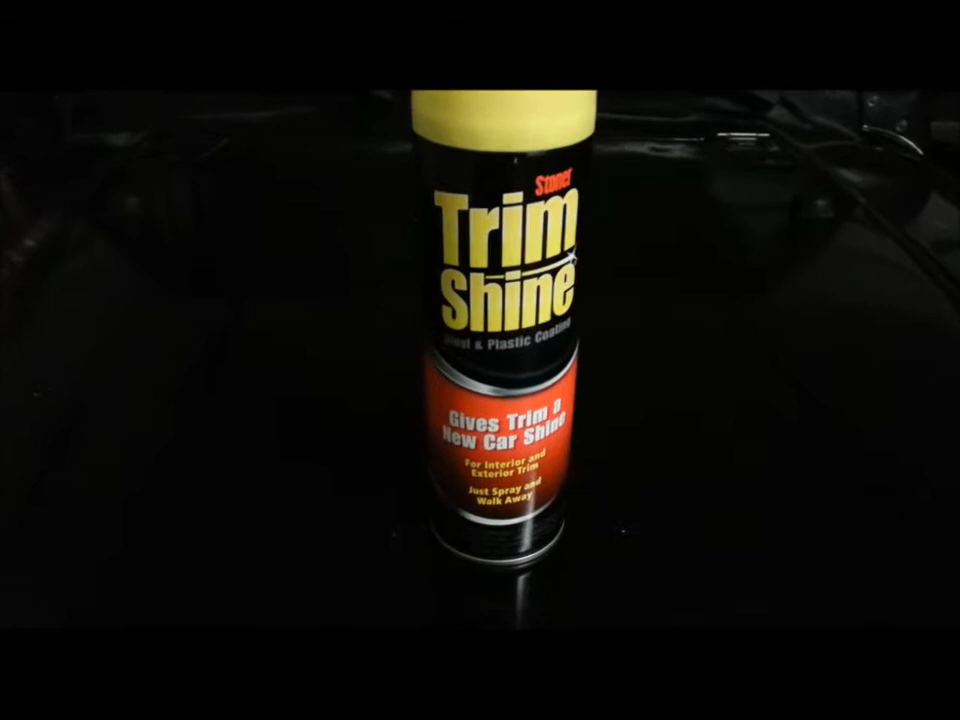 Stoner
Trim
Shine
Vinyl & Plastic Coating
Gives Trim a
New Car Shine
For Interior and
Exterior Trim
Just Spray and
Walk Away